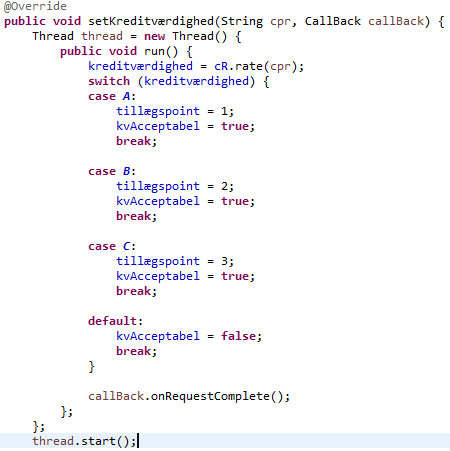 @Override
public void setKreditværdighed(String cpr, CallBack callBack) {
    Thread thread = new Thread() {
        public void run() {
            kreditværdighed = cR.rate(cpr);
            switch (kreditværdighed) {
            case A:
                tillægspoint = 1;
                kvAcceptabel = true;
                break;

            case B:
                tillægspoint = 2;
                kvAcceptabel = true;
                break;

            case C:
                tillægspoint = 3;
                kvAcceptabel = true;
                break;

            default:
                kvAcceptabel = false;
                break;
            }

            callBack.onRequestComplete();
        };
    };
    thread.start();